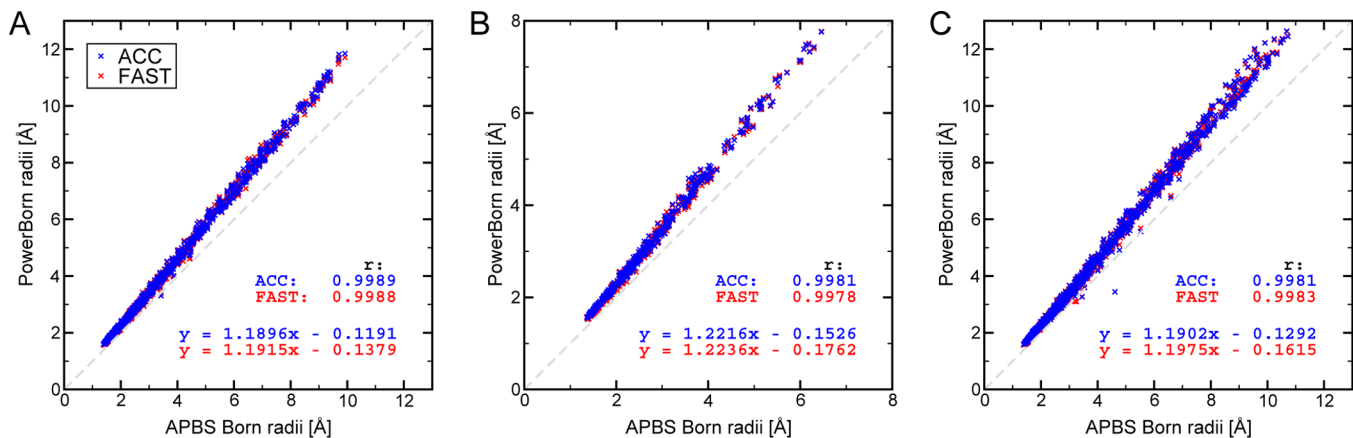 A
ACC
FAST
PowerBorn radii [Å]
12
10
8
6
4
2
0
r:
ACC: 0.9989
FAST: 0.9988
y = 1.1896x - 0.1191
y = 1.1915x - 0.1379
0 2 4 6 8 10 12
APBS Born radii [Å]
B
PowerBorn radii [Å]
8
6
4
2
0
r:
ACC: 0.9981
FAST 0.9978
y = 1.2216x - 0.1526
y = 1.2236x - 0.1762
0 2 4 6 8
APBS Born radii [Å]
C
PowerBorn radii [Å]
12
10
8
6
4
2
0
r:
ACC: 0.9981
FAST 0.9983
y = 1.1902x - 0.1292
y = 1.1975x - 0.1615
0 2 4 6 8 10 12
APBS Born radii [Å]